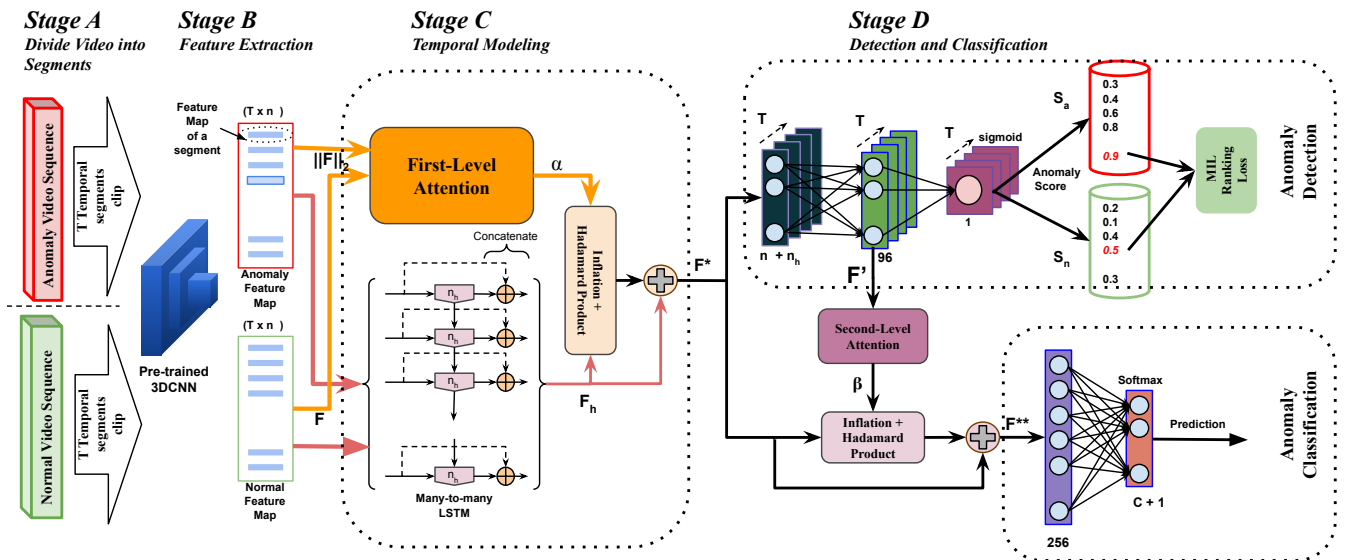 Stage A
Divide Video into
Segments
Stage B
Feature Extraction
Stage C
Temporal Modeling
Stage D
Detection and Classification
Anomaly Video Sequence
T Temporal
segments
clip
Normal Video Sequence
T Temporal
segments
clip
Pre-trained
3DCNN
(T x n )
Feature
Map
of a
segment
Anomaly
Feature
Map
(T x n )
Normal
Feature
Map
||F||₂
F
First-Level
Attention
α
Concatenate
n_h
n_h
n_h
n_h
Many-to-many
LSTM
Inflation +
Hadamard Product
F_h
F*
T
n + n_h
T
96
T
sigmoid
1
Anomaly
Score
S_a
0.3
0.4
0.6
0.8
0.9
S_n
0.2
0.1
0.4
0.5
0.3
MIL
Ranking
Loss
Anomaly
Detection
F'
Second-Level
Attention
β
Inflation +
Hadamard
Product
F**
256
Softmax
C + 1
Prediction
Anomaly
Classification